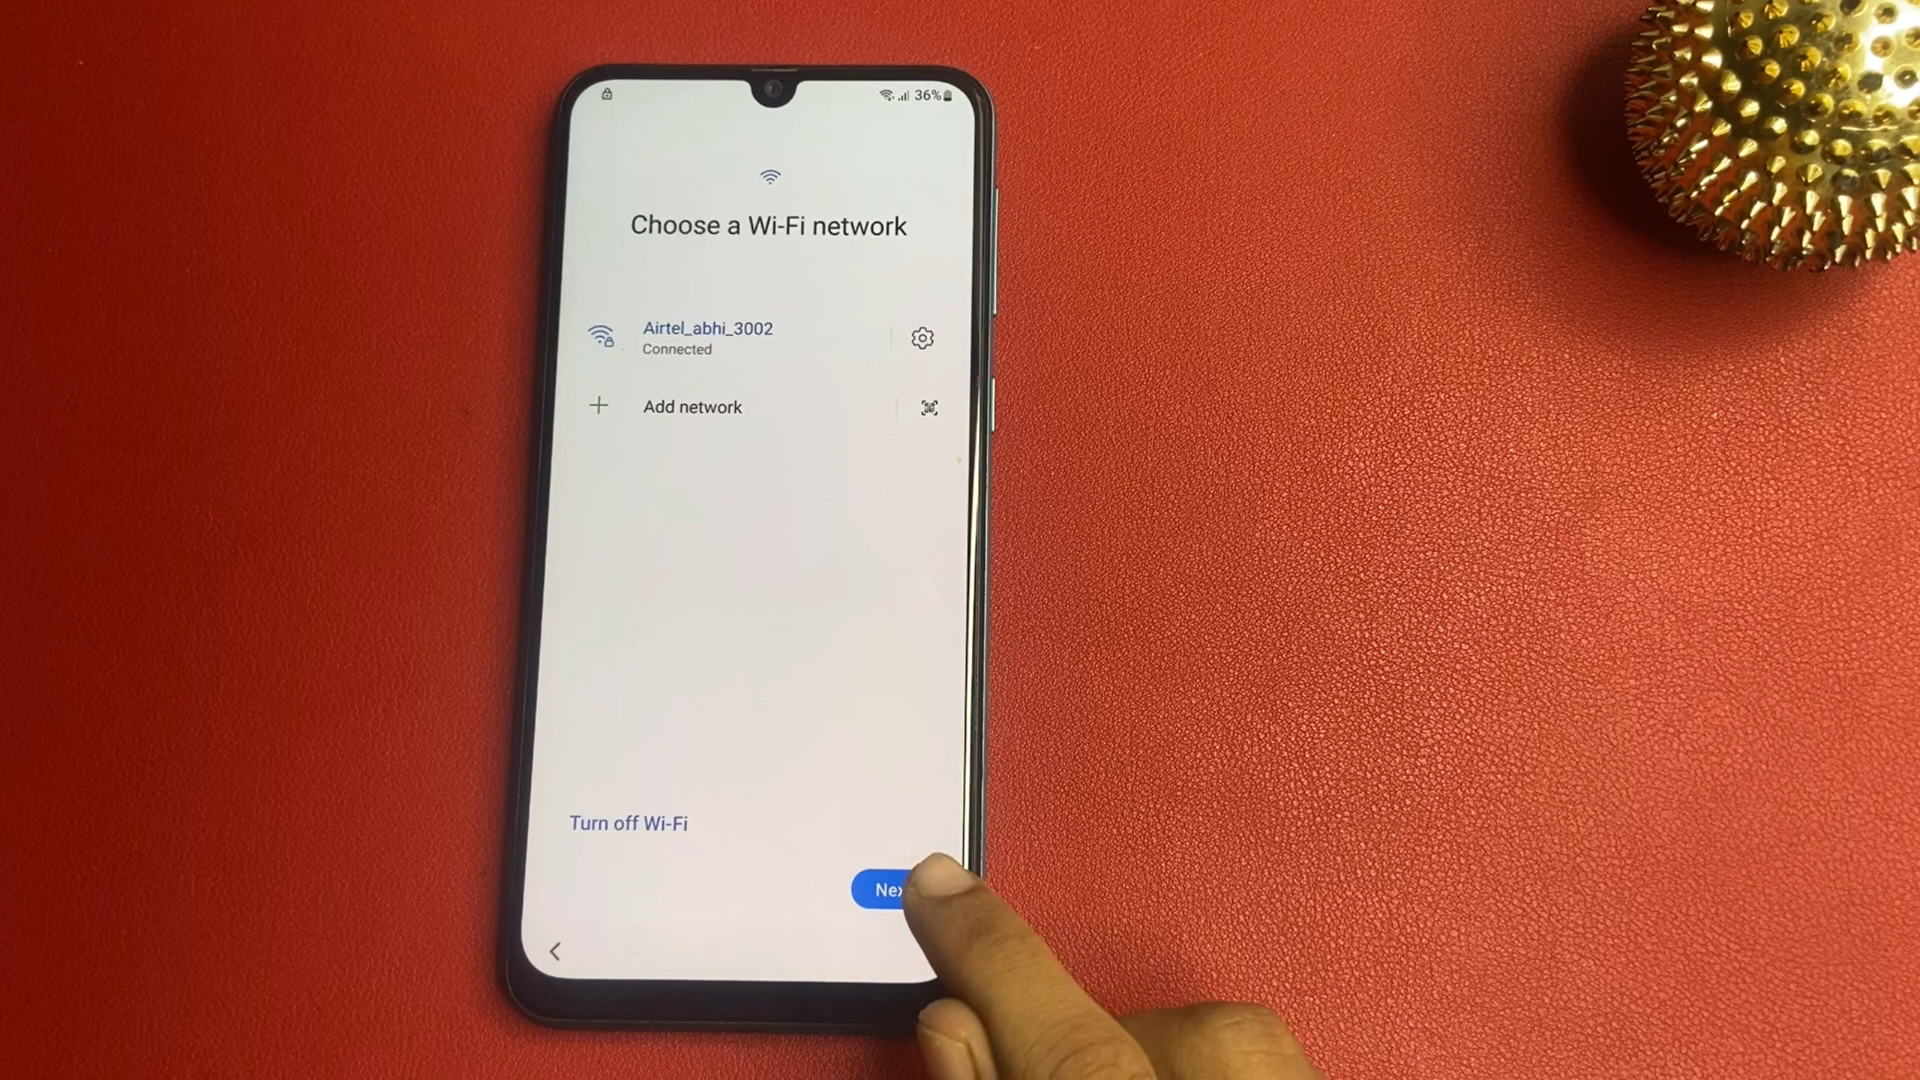 36%
Choose a Wi-Fi network
Airtel_abhi_3002
Connected
Add network
Turn off Wi-Fi